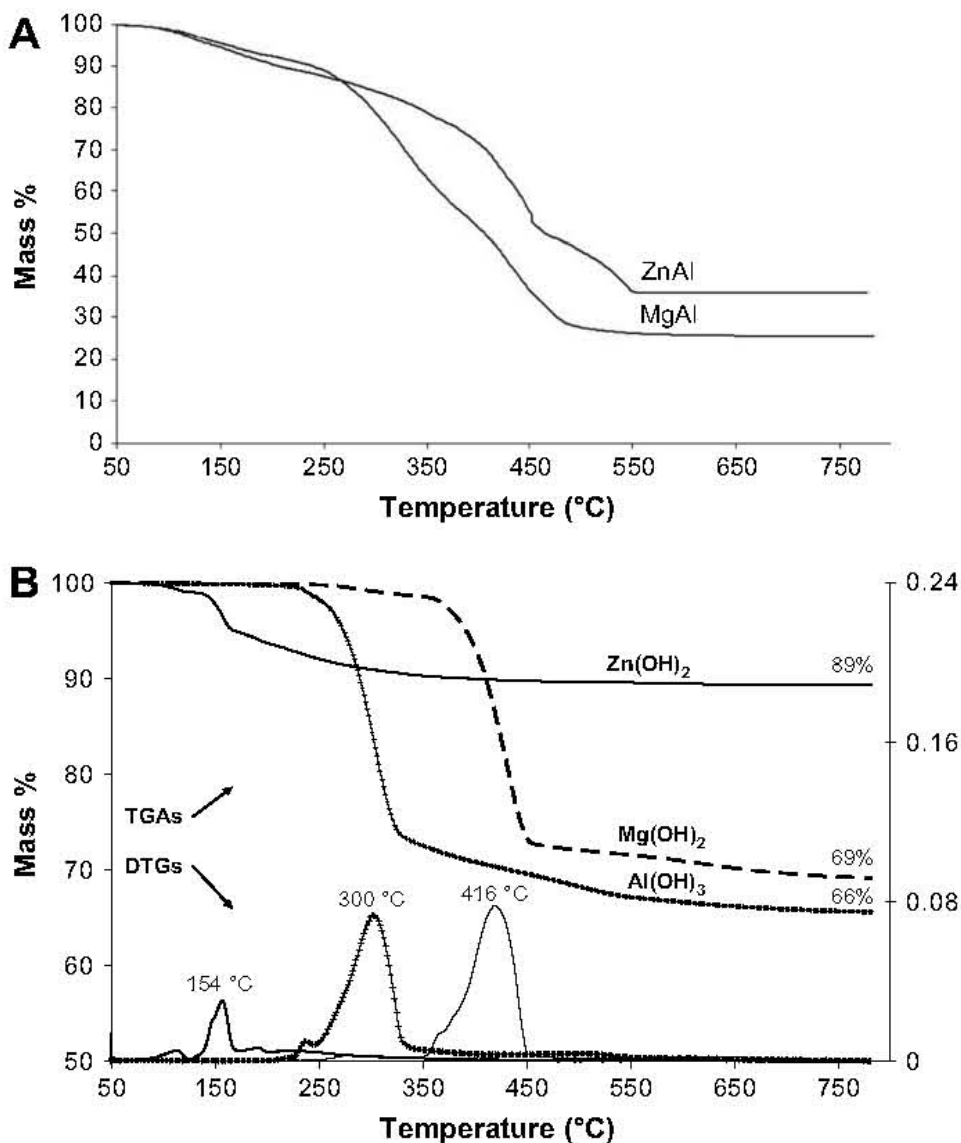 A
100
90
80
70
60
50
40
30
20
10
0
Mass %
ZnAl
MgAl
50 150 250 350 450 550 650 750
Temperature (°C)
B
100
90
80
70
60
50
Mass %
0.24
0.16
0.08
0
Zn(OH)2
89%
TGAs
Mg(OH)2
69%
DTGs
Al(OH)3
66%
300 °C
416 °C
154 °C
50 150 250 350 450 550 650 750
Temperature (°C)